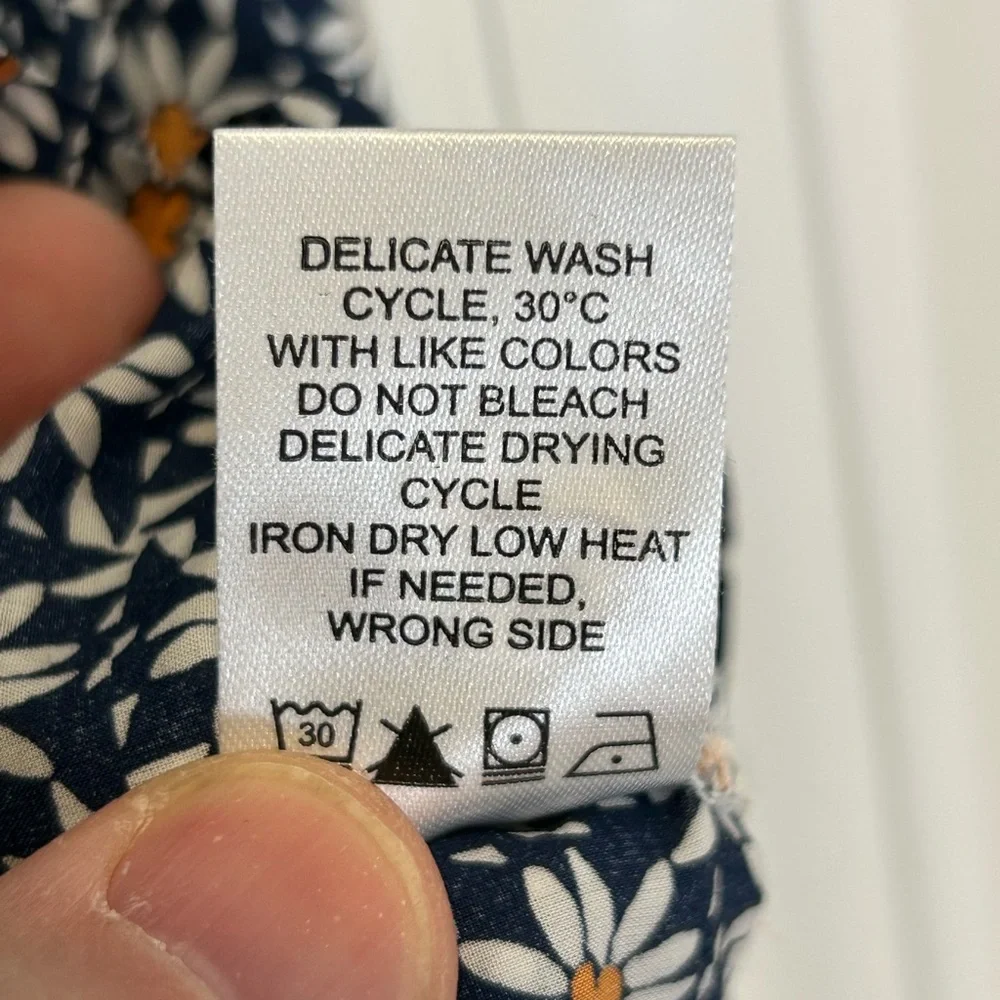 DELICATE WASH
CYCLE, 30°C
WITH LIKE COLORS
DO NOT BLEACH
DELICATE DRYING
CYCLE
IRON DRY LOW HEAT
IF NEEDED,
WRONG SIDE
30